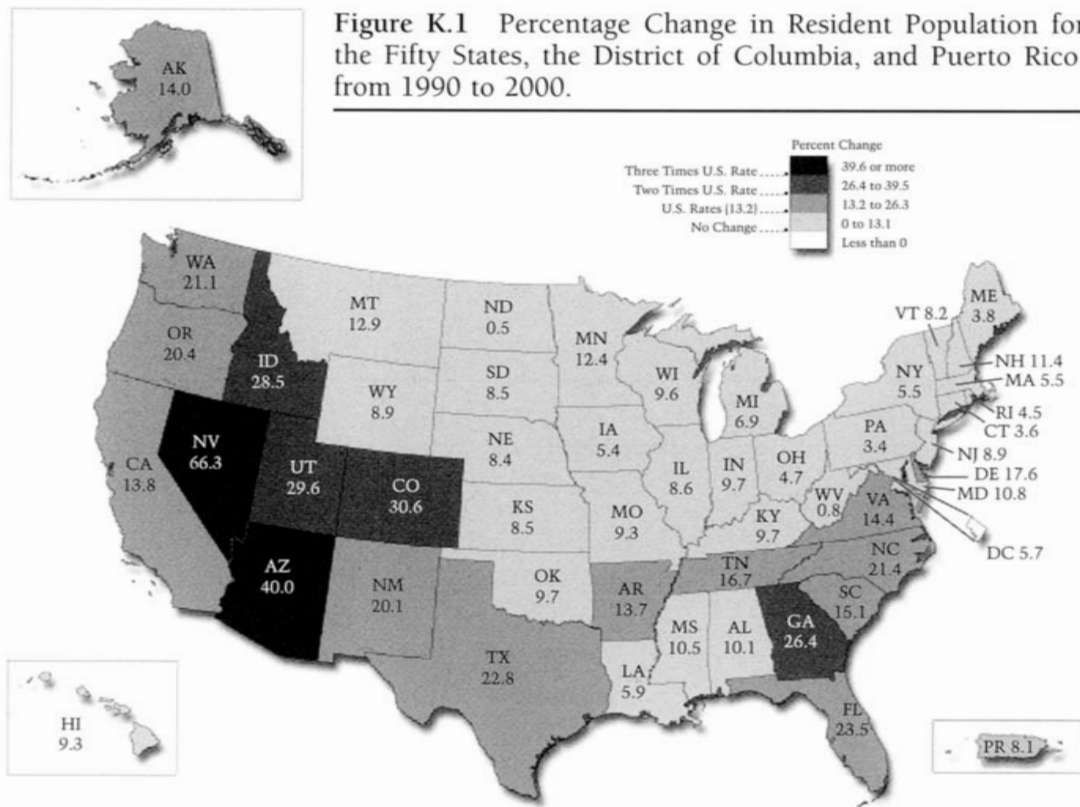 Figure K.1 Percentage Change in Resident Population for
the Fifty States, the District of Columbia, and Puerto Rico
from 1990 to 2000.
AK
14.0
Percent Change
Three Times U.S. Rate
39.6 or more
Two Times U.S. Rate
26.4 to 39.5
U.S. Rates (13.2)
13.2 to 26.3
No Change
0 to 13.1
Less than 0
WA
21.1
MT
12.9
ND
0.5
MN
12.4
VT 8.2
ME
3.8
OR
20.4
ID
28.5
WY
8.9
SD
8.5
WI
9.6
MI
6.9
NY
5.5
NH 11.4
MA 5.5
RI 4.5
CT 3.6
NV
66.3
UT
29.6
CO
30.6
NE
8.4
IA
5.4
IL
8.6
IN
9.7
OH
4.7
PA
3.4
NJ 8.9
DE 17.6
MD 10.8
CA
13.8
KS
8.5
MO
9.3
KY
9.7
WV
0.8
VA
14.4
DC 5.7
AZ
40.0
NM
20.1
OK
9.7
AR
13.7
TN
16.7
NC
21.4
SC
15.1
TX
22.8
LA
5.9
MS
10.5
AL
10.1
GA
26.4
FL
23.5
HI
9.3
PR 8.1